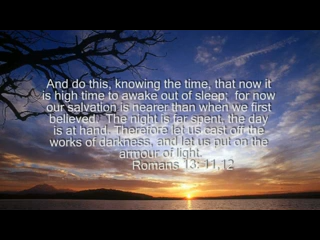 And do this, knowing the time, that now it
is high time to awake out of sleep;  for now
our salvation is nearer than when we first
believed.  The night is far spent, the day
is at hand. Therefore let us cast off the
works of darkness, and let us put on the
armour of light.
Romans 13:-11,12